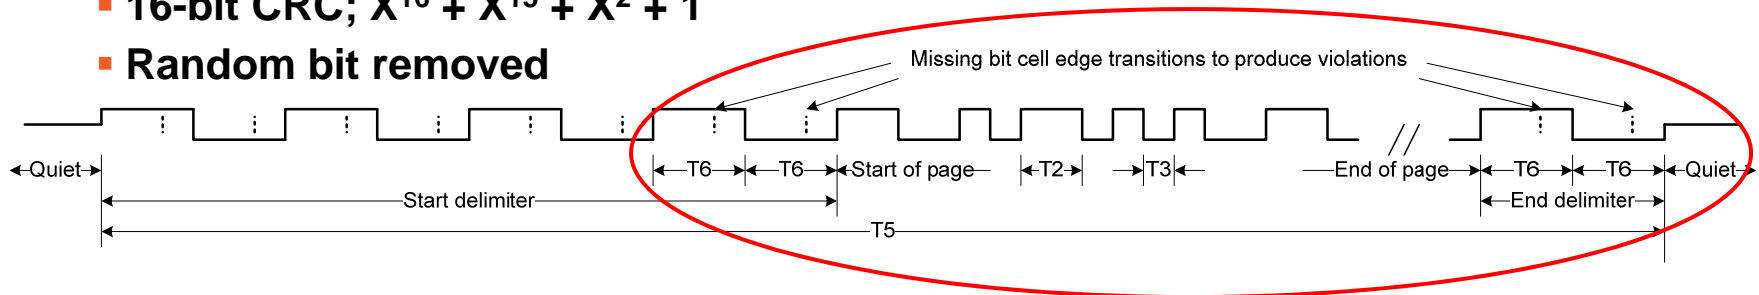 16-bit CRC; X¹⁶ + X¹⁵ + X² + 1
Random bit removed
Missing bit cell edge transitions to produce violations
Quiet T6 T6 Start of page T2 T3 End of page T6 T6 Quiet
Start delimiter End delimiter
T5